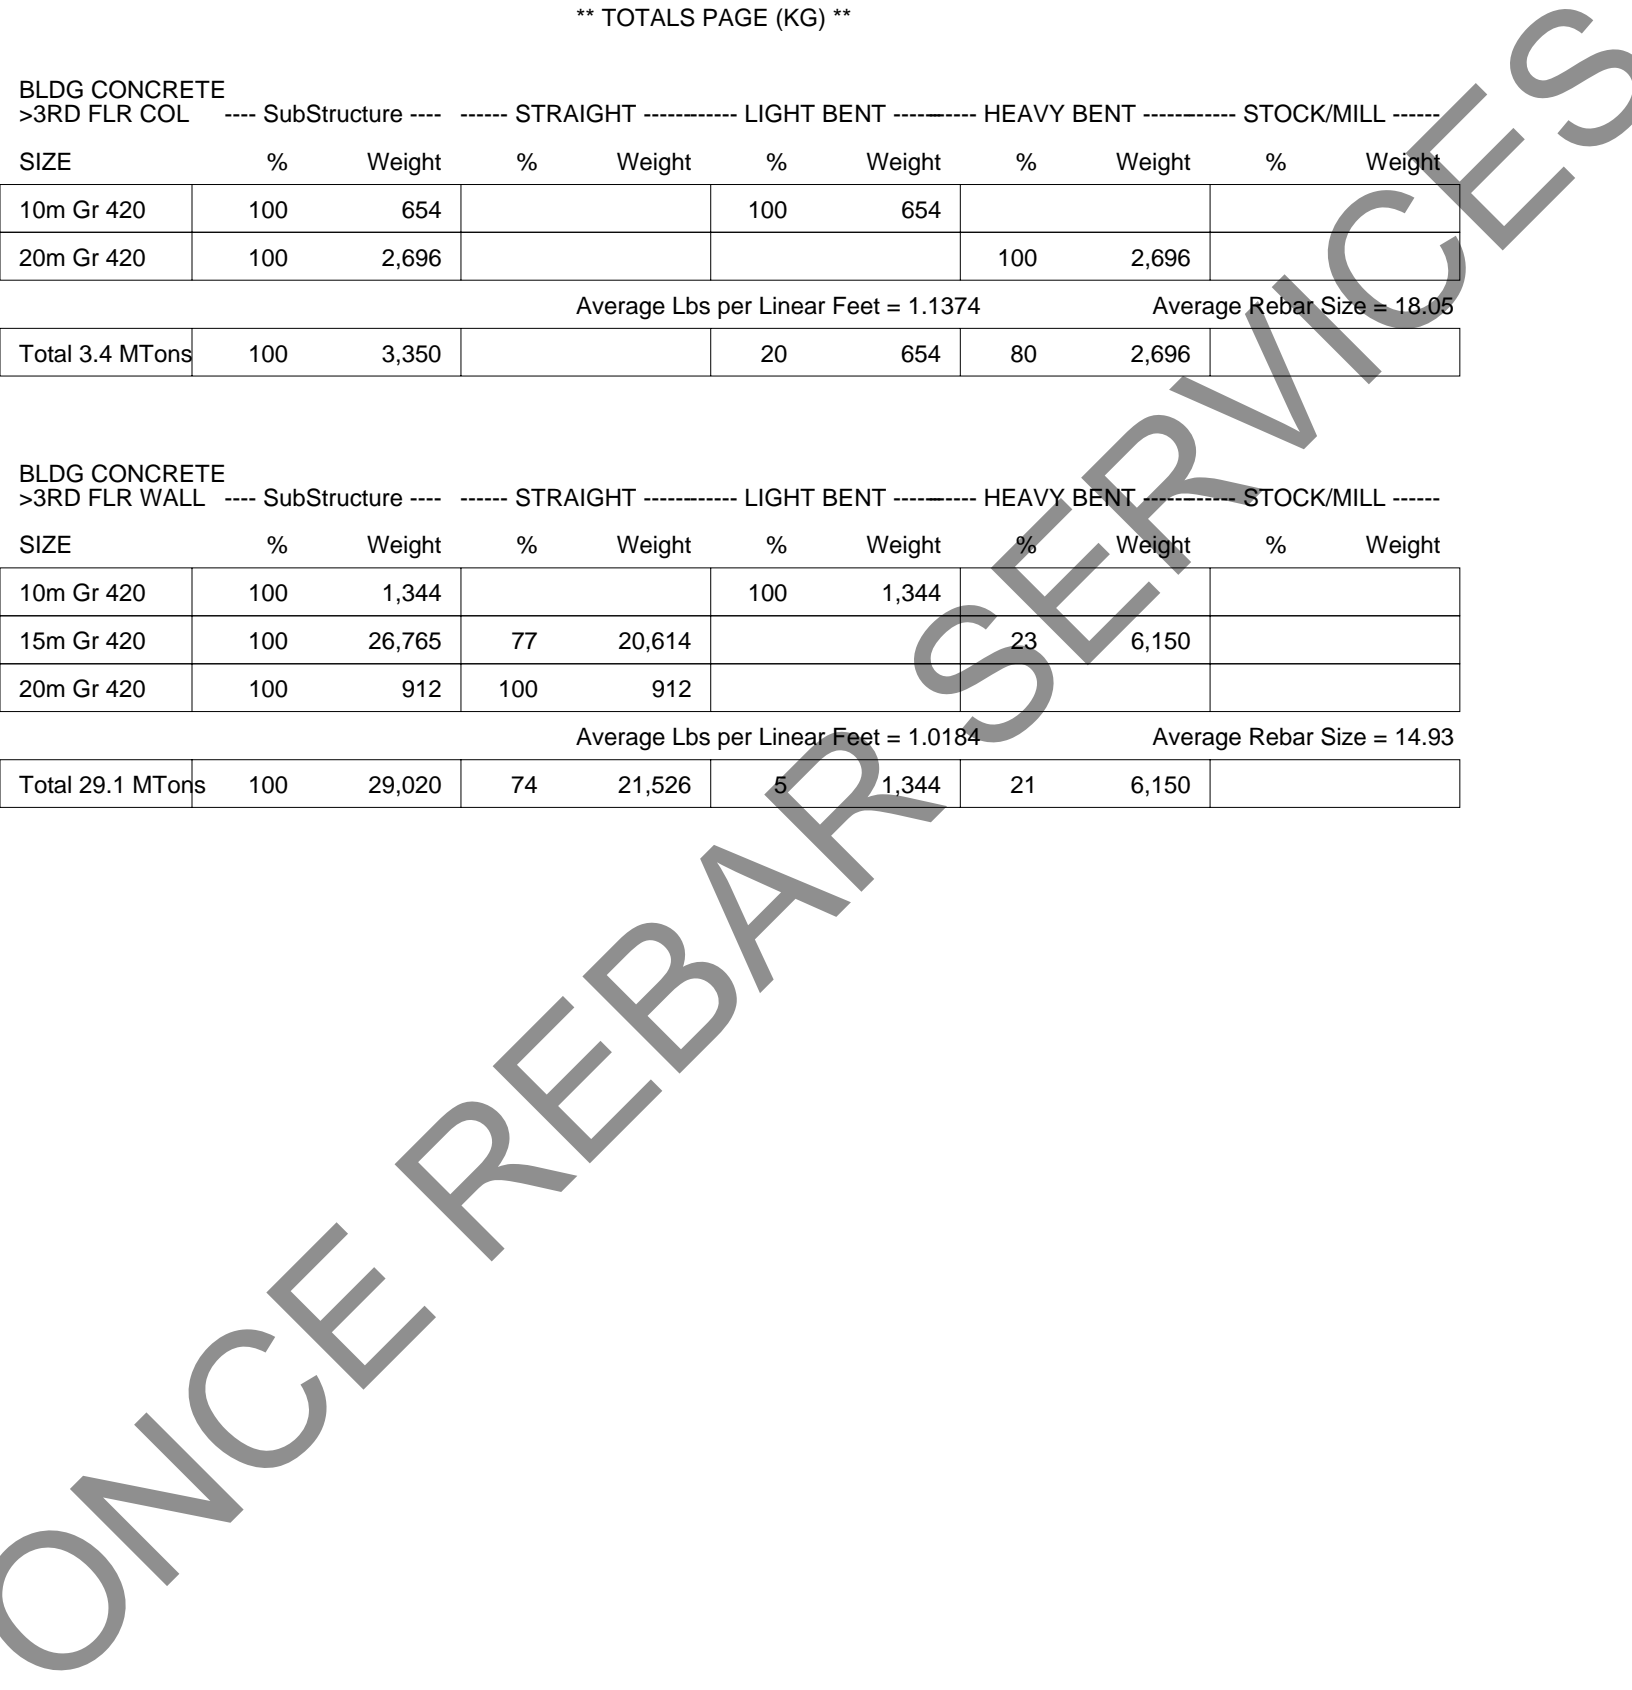 ** TOTALS PAGE (KG) **
BLDG CONCRETE
>3RD FLR COL ---- SubStructure ---- ------ STRAIGHT ------------ LIGHT BENT ------------ HEAVY BENT ------------ STOCK/MILL ------
SIZE % Weight % Weight % Weight % Weight % Weight
10m Gr 420 100 654 100 654
20m Gr 420 100 2,696 100 2,696
Average Lbs per Linear Feet = 1.1374 Average Rebar Size = 18.05
Total 3.4 MTons 100 3,350 20 654 80 2,696
BLDG CONCRETE
>3RD FLR WALL ---- SubStructure ---- ------ STRAIGHT ------------ LIGHT BENT ------------ HEAVY BENT ------------ STOCK/MILL ------
SIZE % Weight % Weight % Weight % Weight % Weight
10m Gr 420 100 1,344 100 1,344
15m Gr 420 100 26,765 77 20,614 23 6,150
20m Gr 420 100 912 100 912
Average Lbs per Linear Feet = 1.0184 Average Rebar Size = 14.93
Total 29.1 MTons 100 29,020 74 21,526 5 1,344 21 6,150
ONCE REBAR SERVICES